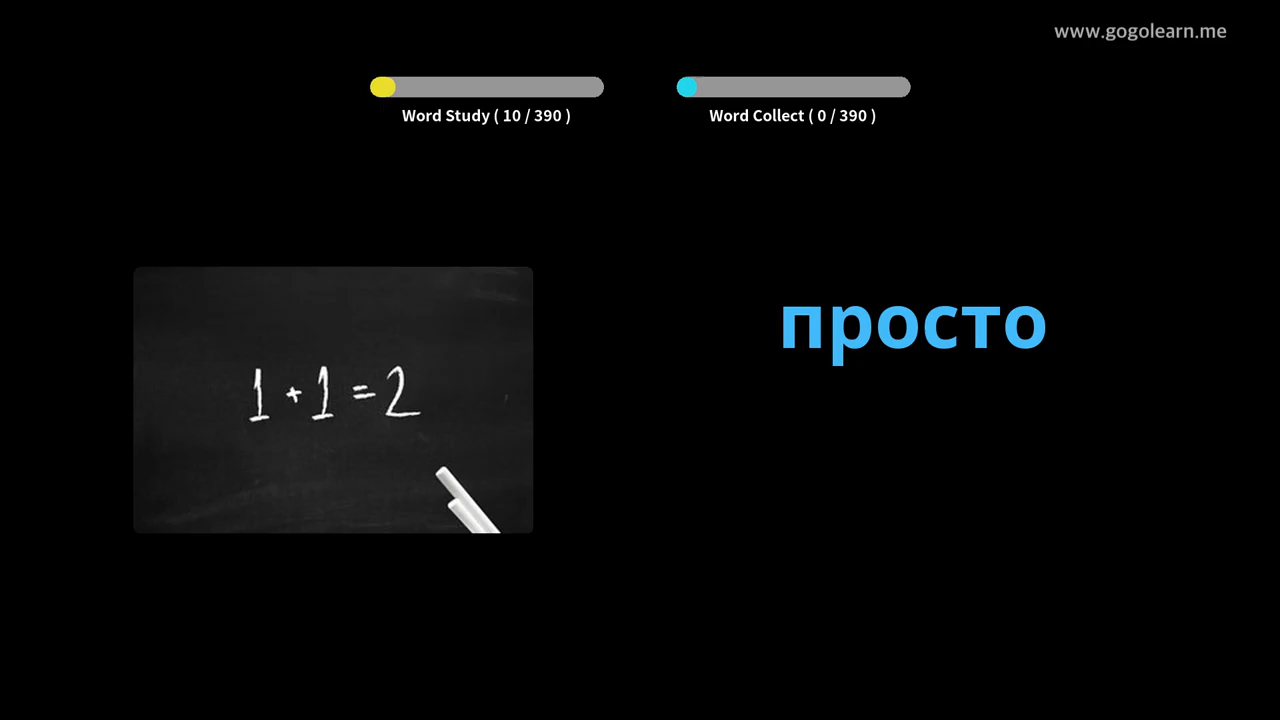 www.gogolearn.me
Word Study ( 10 / 390 )
Word Collect ( 0 / 390 )
1 + 1 = 2
просто